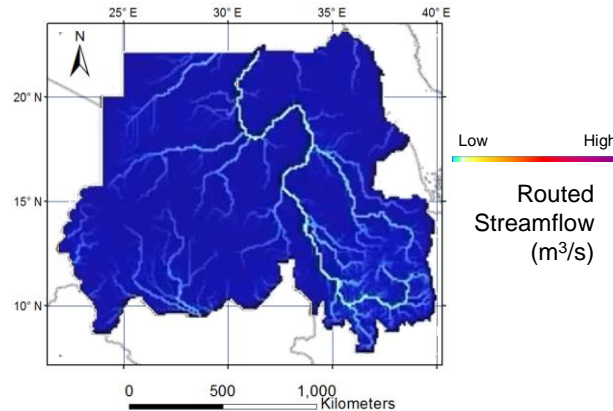 25° E 30° E 35° E 40° E
N
20° N
15° N
10° N
Low High
Routed
Streamflow
(m³/s)
0 500 1,000
Kilometers